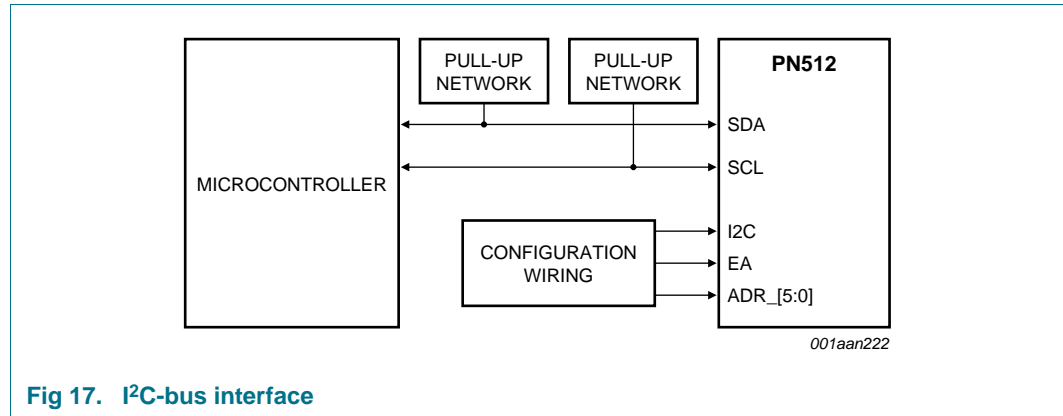 PULL-UP
NETWORK
PULL-UP
NETWORK
PN512
SDA
SCL
MICROCONTROLLER
CONFIGURATION
WIRING
I2C
EA
ADR_[5:0]
001aan222
Fig 17. I²C-bus interface